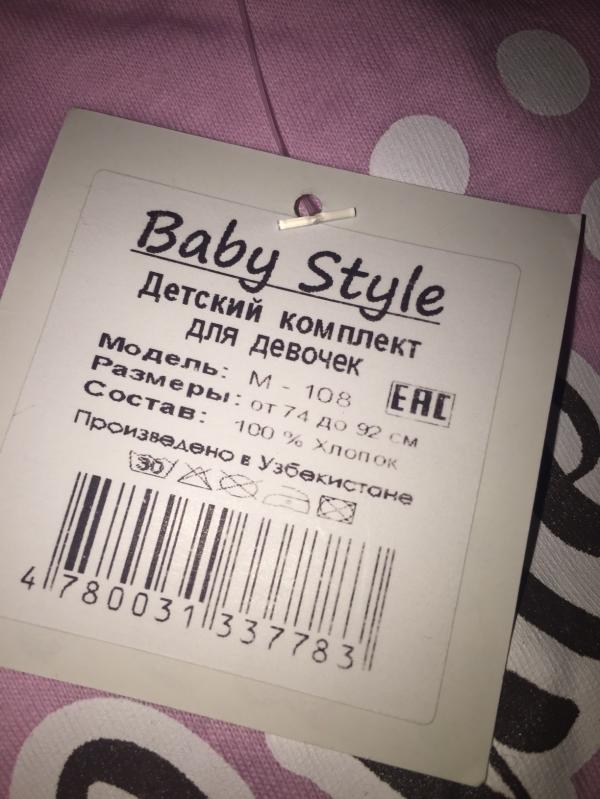 Baby Style
Детский комплект
для девочек
Модель: М - 108
Размеры: от 74 до 92 см
Состав: 100 % Хлопок
EAC
Произведено в Узбекистане
30
4 780031 337783